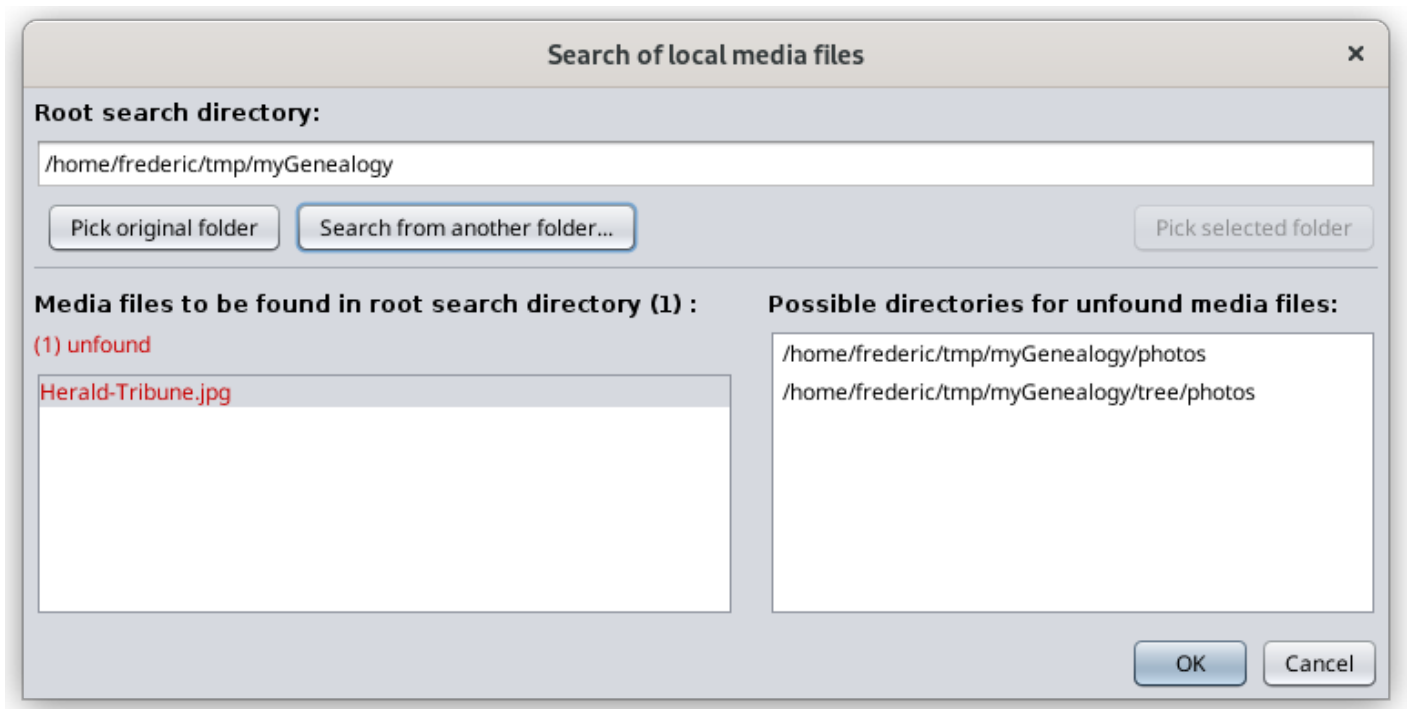 Search of local media files
Root search directory:
/home/frederic/tmp/myGenealogy
Pick original folder
Search from another folder...
Pick selected folder
Media files to be found in root search directory (1) :
(1) unfound
Herald-Tribune.jpg
Possible directories for unfound media files:
/home/frederic/tmp/myGenealogy/photos
/home/frederic/tmp/myGenealogy/tree/photos
OK
Cancel